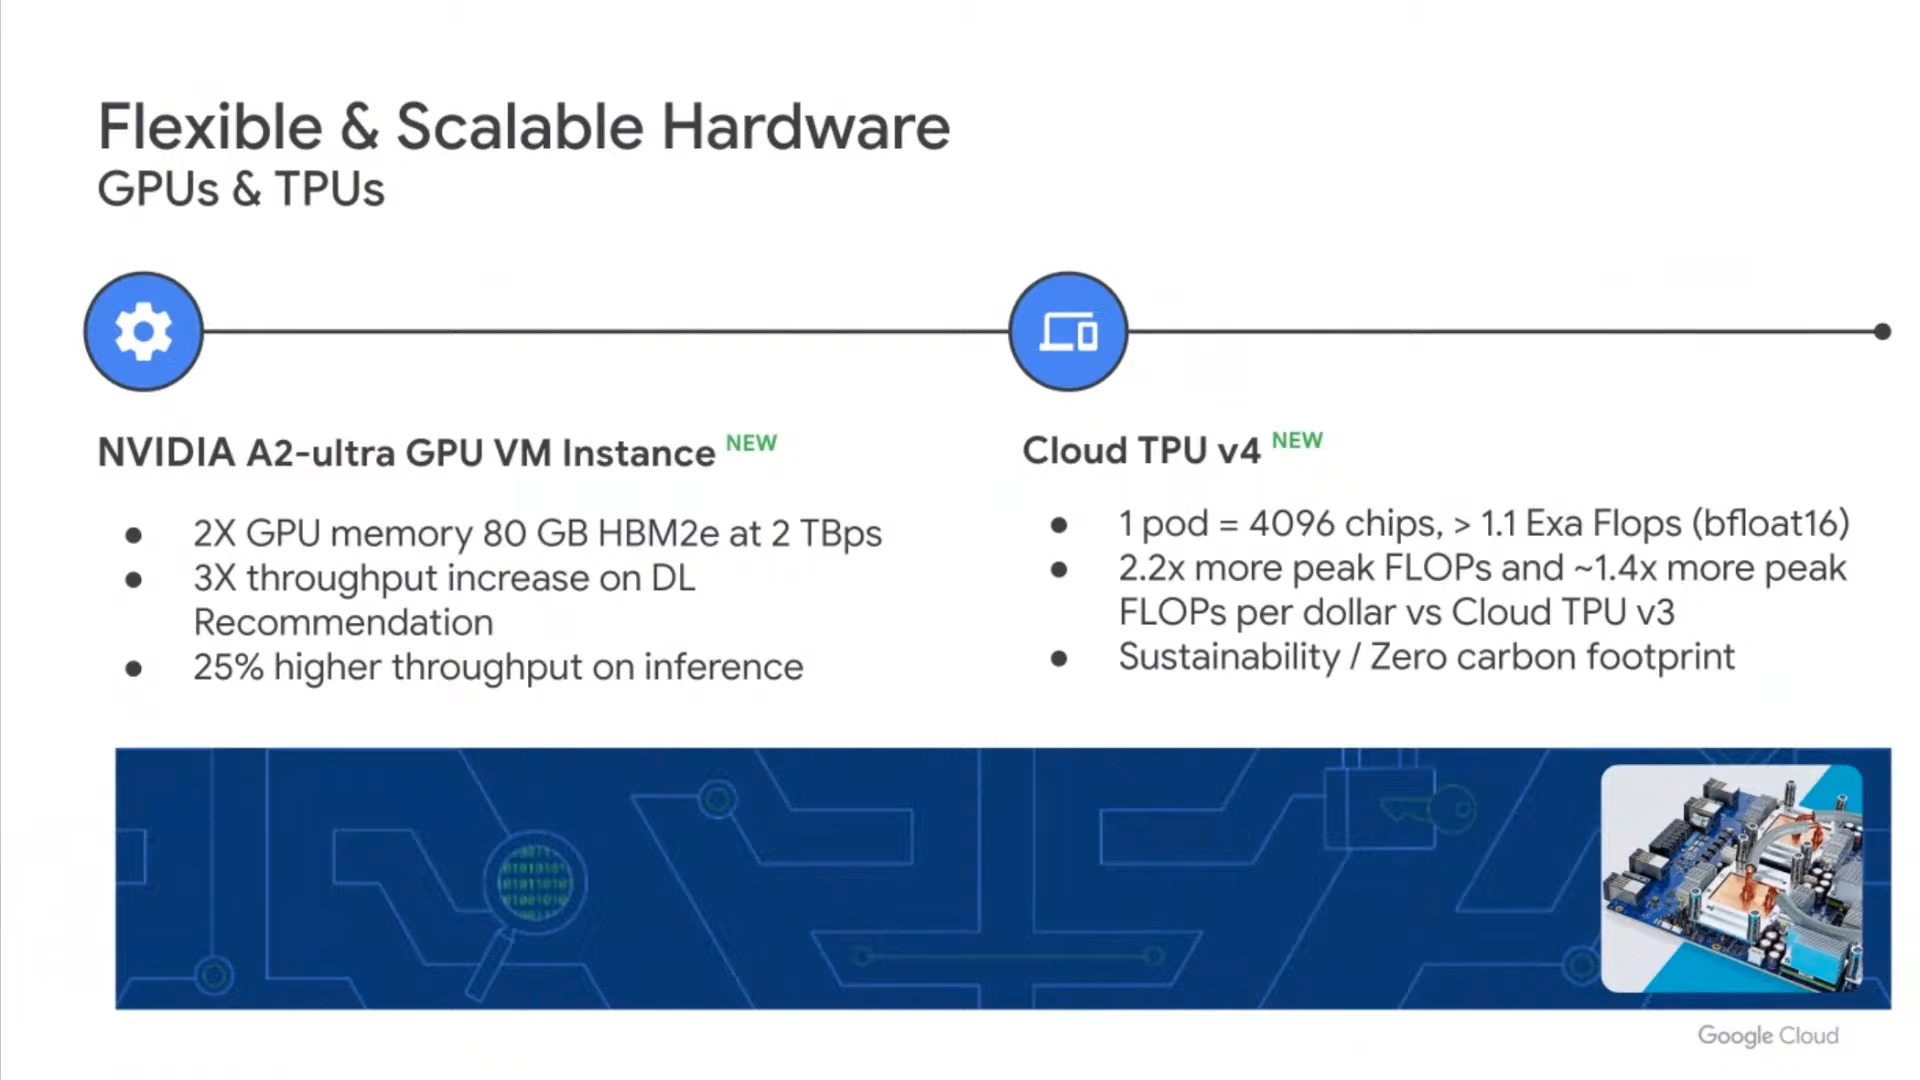 Flexible & Scalable Hardware
GPUs & TPUs
NVIDIA A2-ultra GPU VM Instance NEW
● 2X GPU memory 80 GB HBM2e at 2 TBps
● 3X throughput increase on DL
Recommendation
● 25% higher throughput on inference
Cloud TPU v4 NEW
● 1 pod = 4096 chips, > 1.1 Exa Flops (bfloat16)
● 2.2x more peak FLOPs and ~1.4x more peak
FLOPs per dollar vs Cloud TPU v3
● Sustainability / Zero carbon footprint
Google Cloud